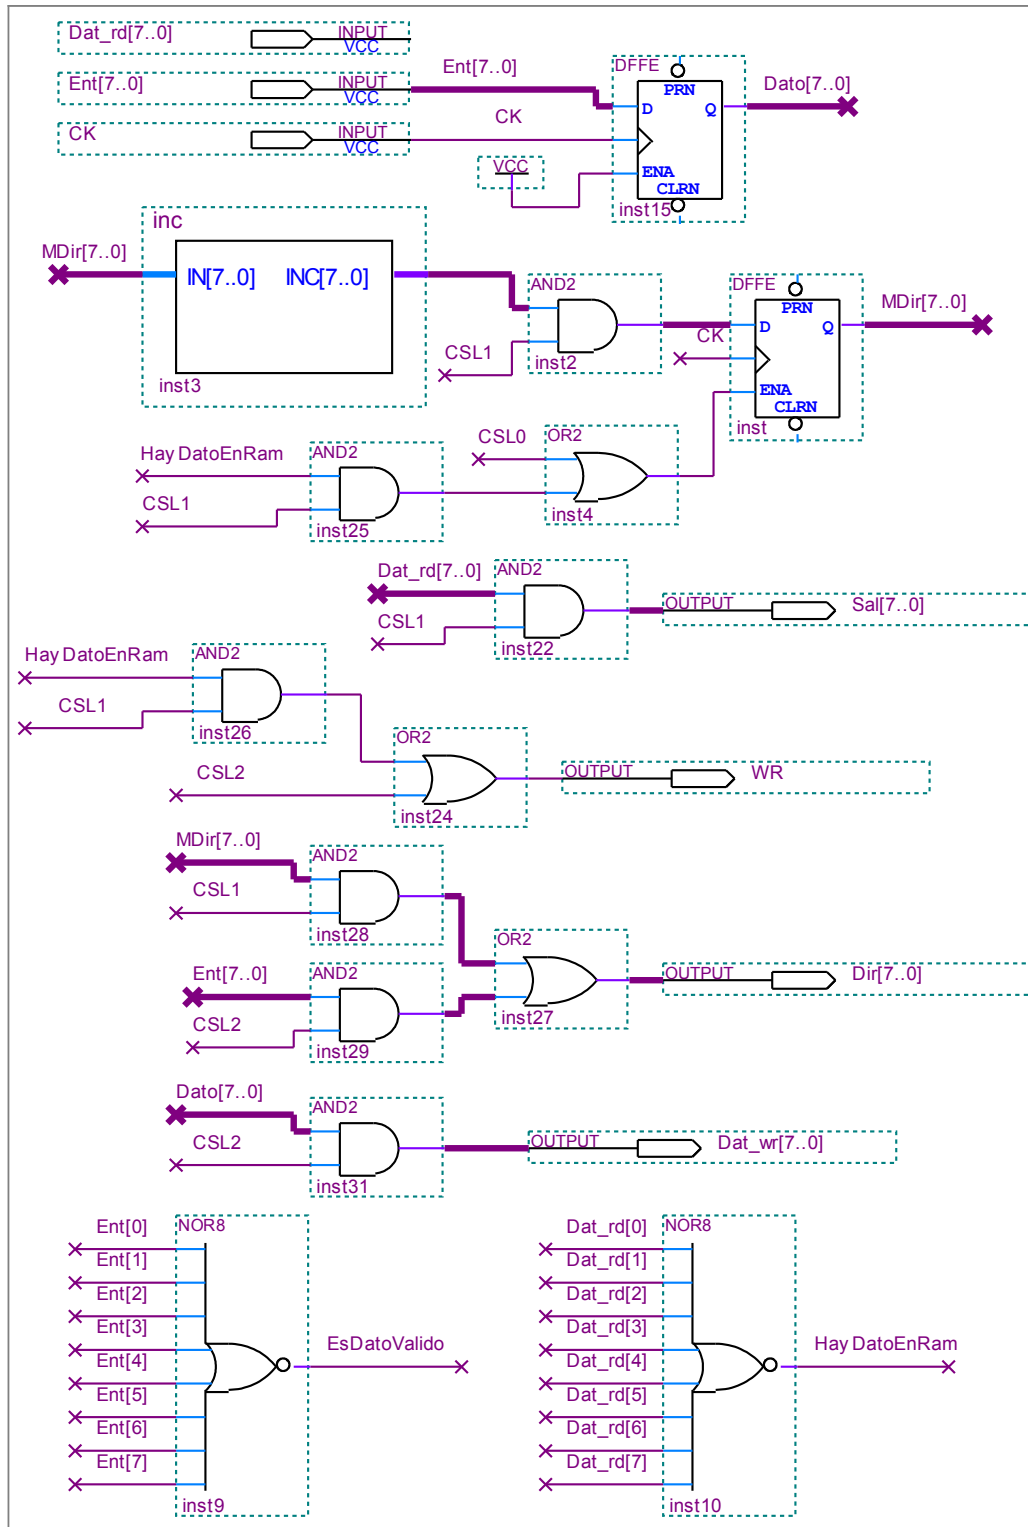 Dat_rd[7..0]
INPUT
VCC
Ent[7..0]
INPUT
VCC
CK
INPUT
VCC
Ent[7..0]
CK
VCC
DFFE
PRN
D
Q
ENA
CLRN
inst15
Dato[7..0]
MDir[7..0]
inc
IN[7..0]
INC[7..0]
inst3
CSL1
AND2
inst2
CK
DFFE
PRN
D
Q
ENA
CLRN
inst
MDir[7..0]
HayDatoEnRam
CSL1
AND2
inst25
CSL0
OR2
inst4
Dat_rd[7..0]
CSL1
AND2
inst22
OUTPUT
Sal[7..0]
HayDatoEnRam
CSL1
AND2
inst26
CSL2
OR2
inst24
OUTPUT
WR
MDir[7..0]
CSL1
AND2
inst28
Ent[7..0]
CSL2
AND2
inst29
OR2
inst27
OUTPUT
Dir[7..0]
Dato[7..0]
CSL2
AND2
inst31
OUTPUT
Dat_wr[7..0]
Ent[0]
Ent[1]
Ent[2]
Ent[3]
Ent[4]
Ent[5]
Ent[6]
Ent[7]
NOR8
inst9
EsDatoValido
Dat_rd[0]
Dat_rd[1]
Dat_rd[2]
Dat_rd[3]
Dat_rd[4]
Dat_rd[5]
Dat_rd[6]
Dat_rd[7]
NOR8
inst10
HayDatoEnRam